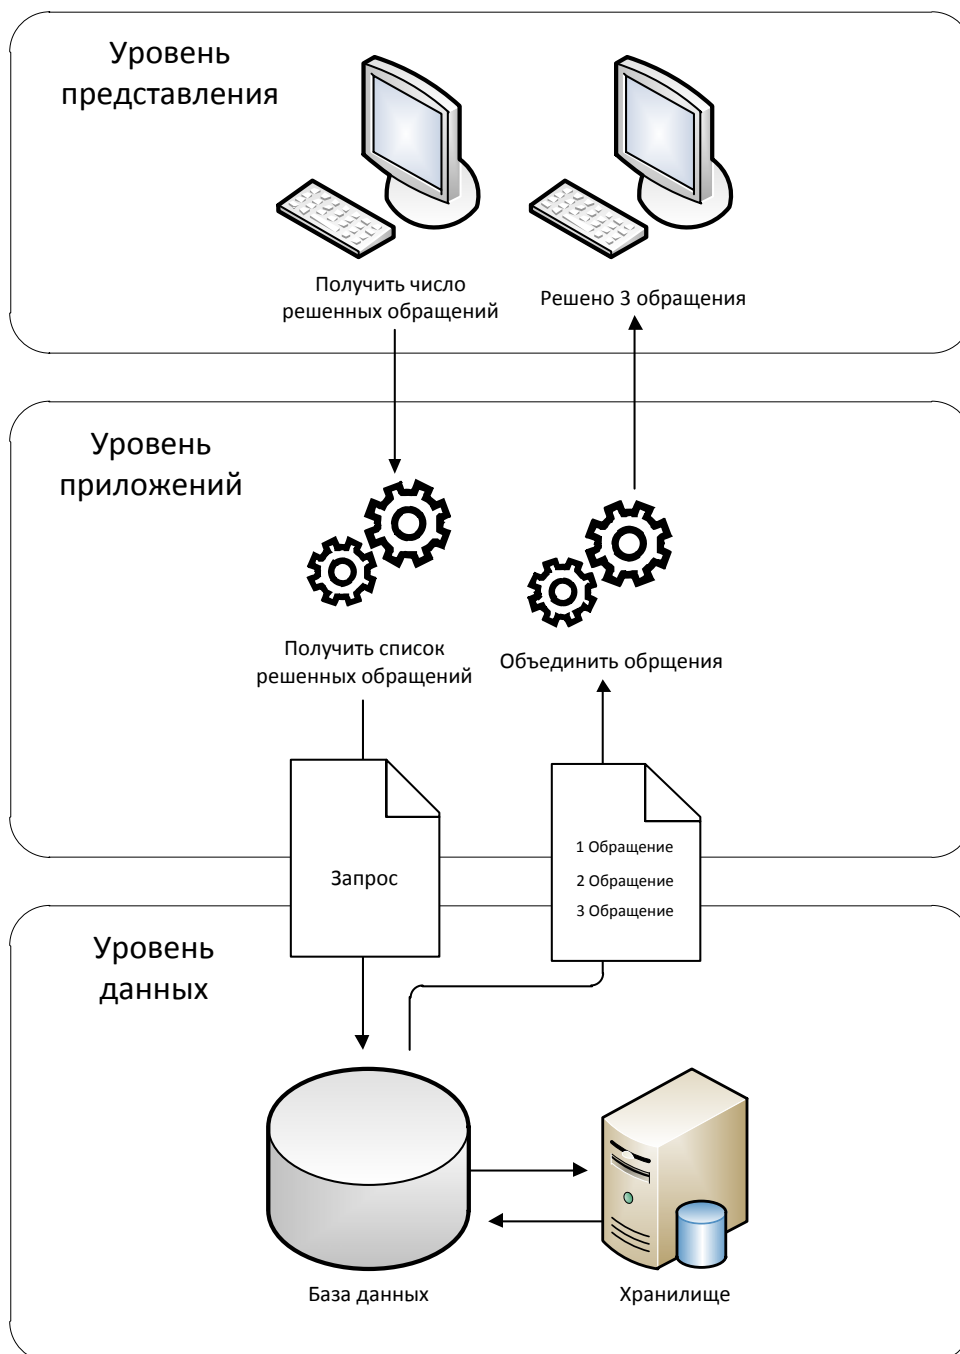 Уровень
представления
Получить число
решенных обращений
Решено 3 обращения
Уровень
приложений
Получить список
решенных обращений
Объединить обрщения
Запрос
1 Обращение
2 Обращение
3 Обращение
Уровень
данных
База данных
Хранилище